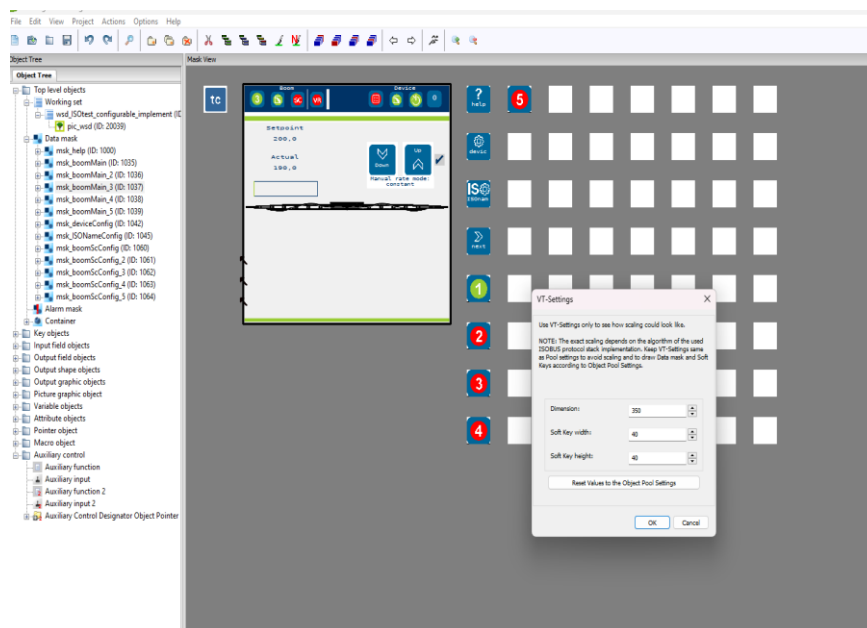 File Edit View Project Actions Options Help
Object Tree
Mask View
Object Tree
Top level objects
Working set
wsd_ISOtest_configurable_implement (ID
pic_wsd (ID: 20039)
Data mask
msk_help (ID: 1000)
msk_boomMain (ID: 1035)
msk_boomMain_2 (ID: 1036)
msk_boomMain_3 (ID: 1037)
msk_boomMain_4 (ID: 1038)
msk_boomMain_5 (ID: 1039)
msk_deviceConfig (ID: 1042)
msk_ISONameConfig (ID: 1045)
msk_boomScConfig (ID: 1060)
msk_boomScConfig_2 (ID: 1061)
msk_boomScConfig_3 (ID: 1062)
msk_boomScConfig_4 (ID: 1063)
msk_boomScConfig_5 (ID: 1064)
Alarm mask
Container
Key objects
Input field objects
Output field objects
Output shape objects
Output graphic objects
Picture graphic object
Variable objects
Attribute objects
Pointer object
Macro object
Auxiliary control
Auxiliary function
Auxiliary input
Auxiliary function 2
Auxiliary input 2
Auxiliary Control Designator Object Pointer
tc
Boom
Device
3 S SC VR
S
Setpoint
200,0
Actual
190,0
Down
Up
Manual rate mode:
constant
?
help
5
devic
IS
ISOnam
next
1
2
3
4
VT-Settings
Use VT-Settings only to see how scaling could look like.
NOTE: The exact scaling depends on the algorithm of the used
ISOBUS protocol stack implementation. Keep VT-Settings same
as Pool settings to avoid scaling and to draw Data mask and Soft
Keys according to Object Pool Settings.
Dimension: 350
Soft Key width: 40
Soft Key height: 40
Reset Values to the Object Pool Settings
OK Cancel